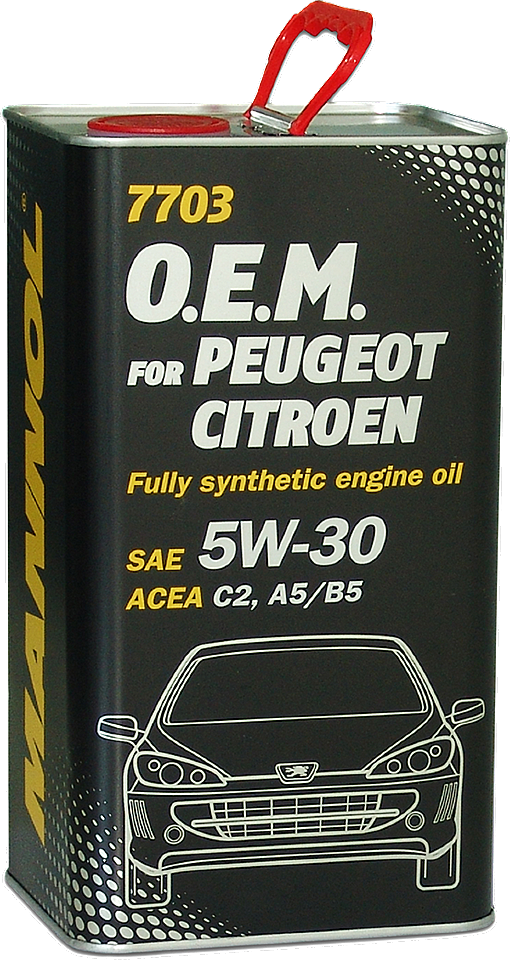 7703
O.E.M.
FOR PEUGEOT
CITROEN
Fully synthetic engine oil
SAE 5W-30
ACEA C2, A5/B5
MANNOL®